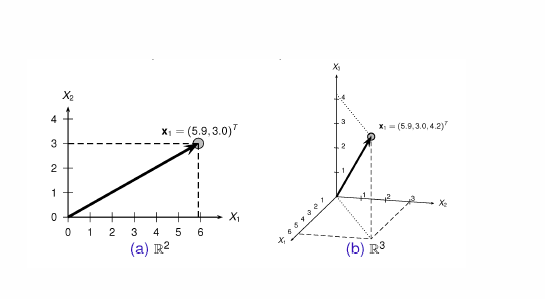 X₂
4
3
2
1
0
0 1 2 3 4 5 6
X₁
x₁ = (5.9, 3.0)ᵀ
(a) ℝ²
X₃
4
3
2
1
x₁ = (5.9, 3.0, 4.2)ᵀ
1 2 3
X₂
1
2
3
4
5
6
X₁
(b) ℝ³